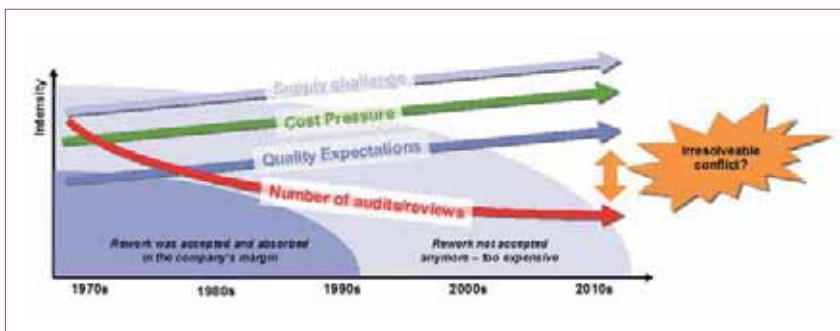 Intensity
Supply challenge
Cost Pressure
Quality Expectations
Number of audits/reviews
Irresolveable
conflict?
Rework was accepted and absorbed
in the company's margin
Rework not accepted
anymore – too expensive
1970s
1980s
1990s
2000s
2010s